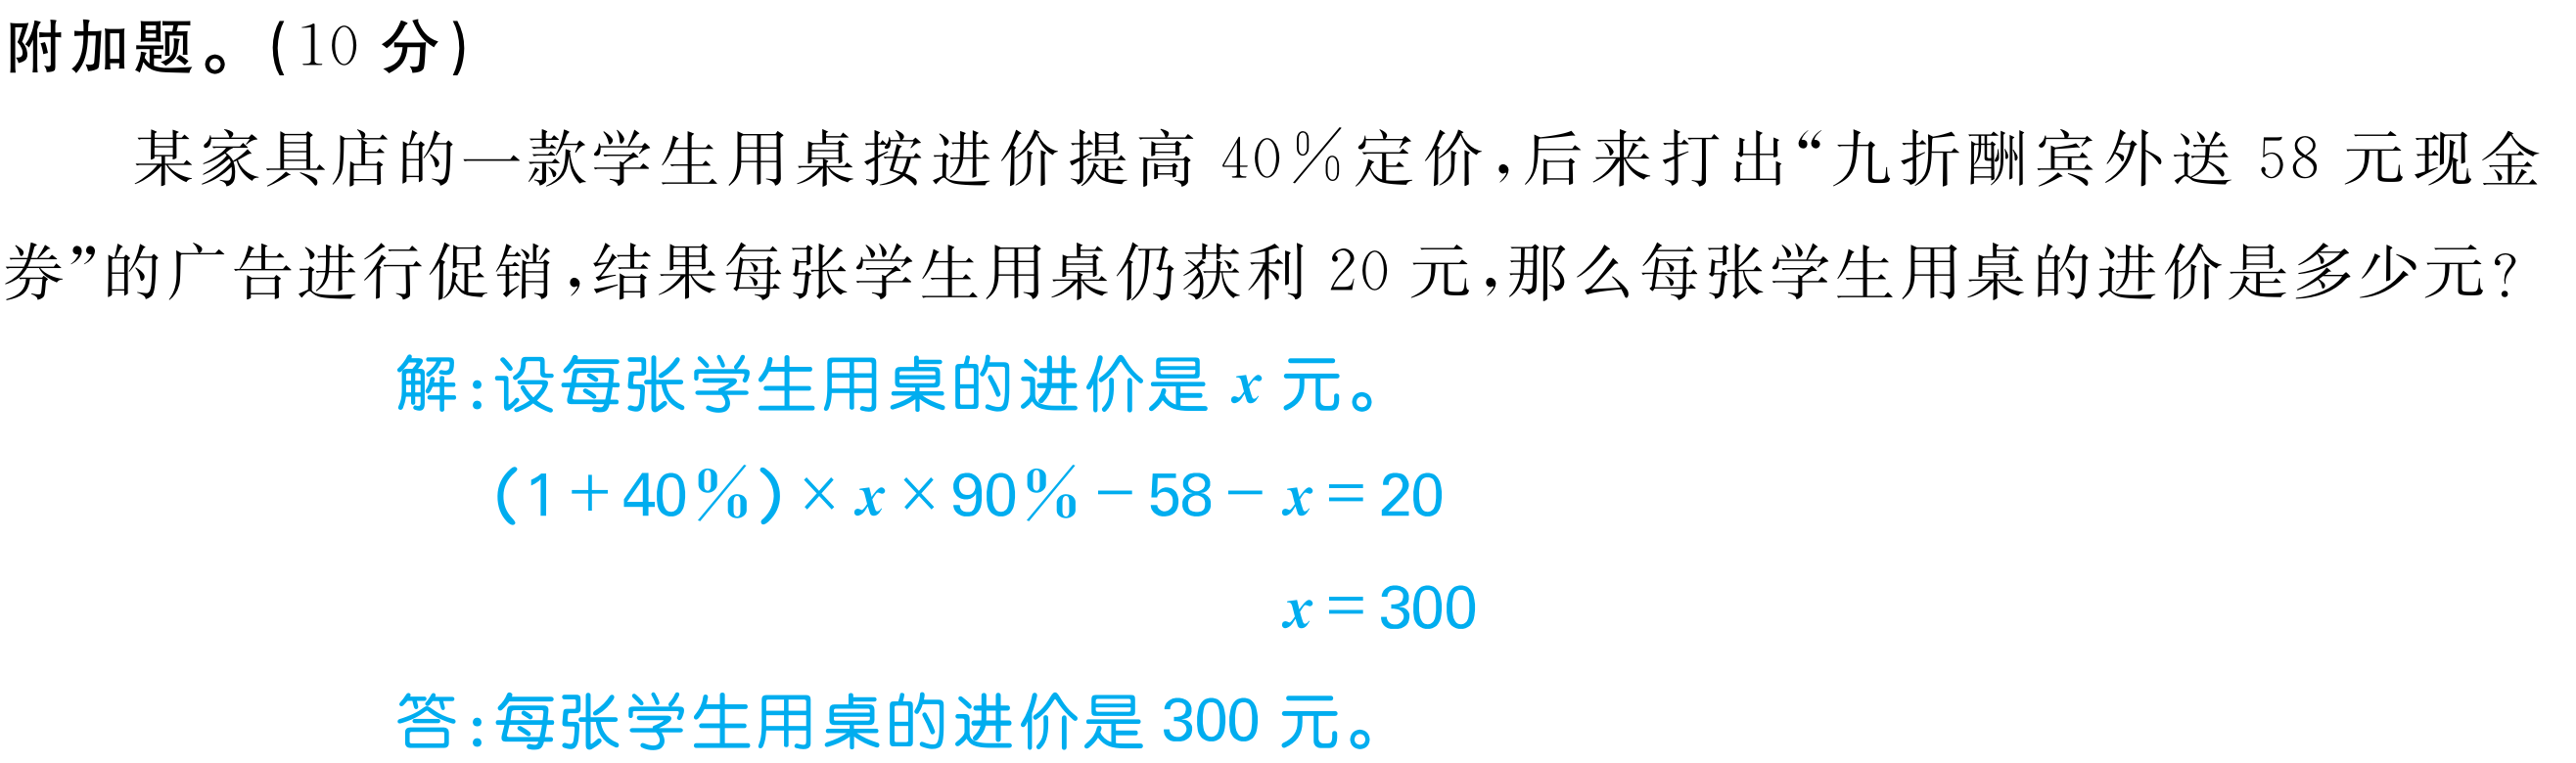 附加题。(10 分)
某家具店的一款学生用桌按进价提高 40%定价,后来打出“九折酬宾外送 58 元现金
券”的广告进行促销,结果每张学生用桌仍获利 20 元,那么每张学生用桌的进价是多少元?
解:设每张学生用桌的进价是 x 元。
(1+40%)×x×90%-58-x=20
x=300
答:每张学生用桌的进价是 300 元。